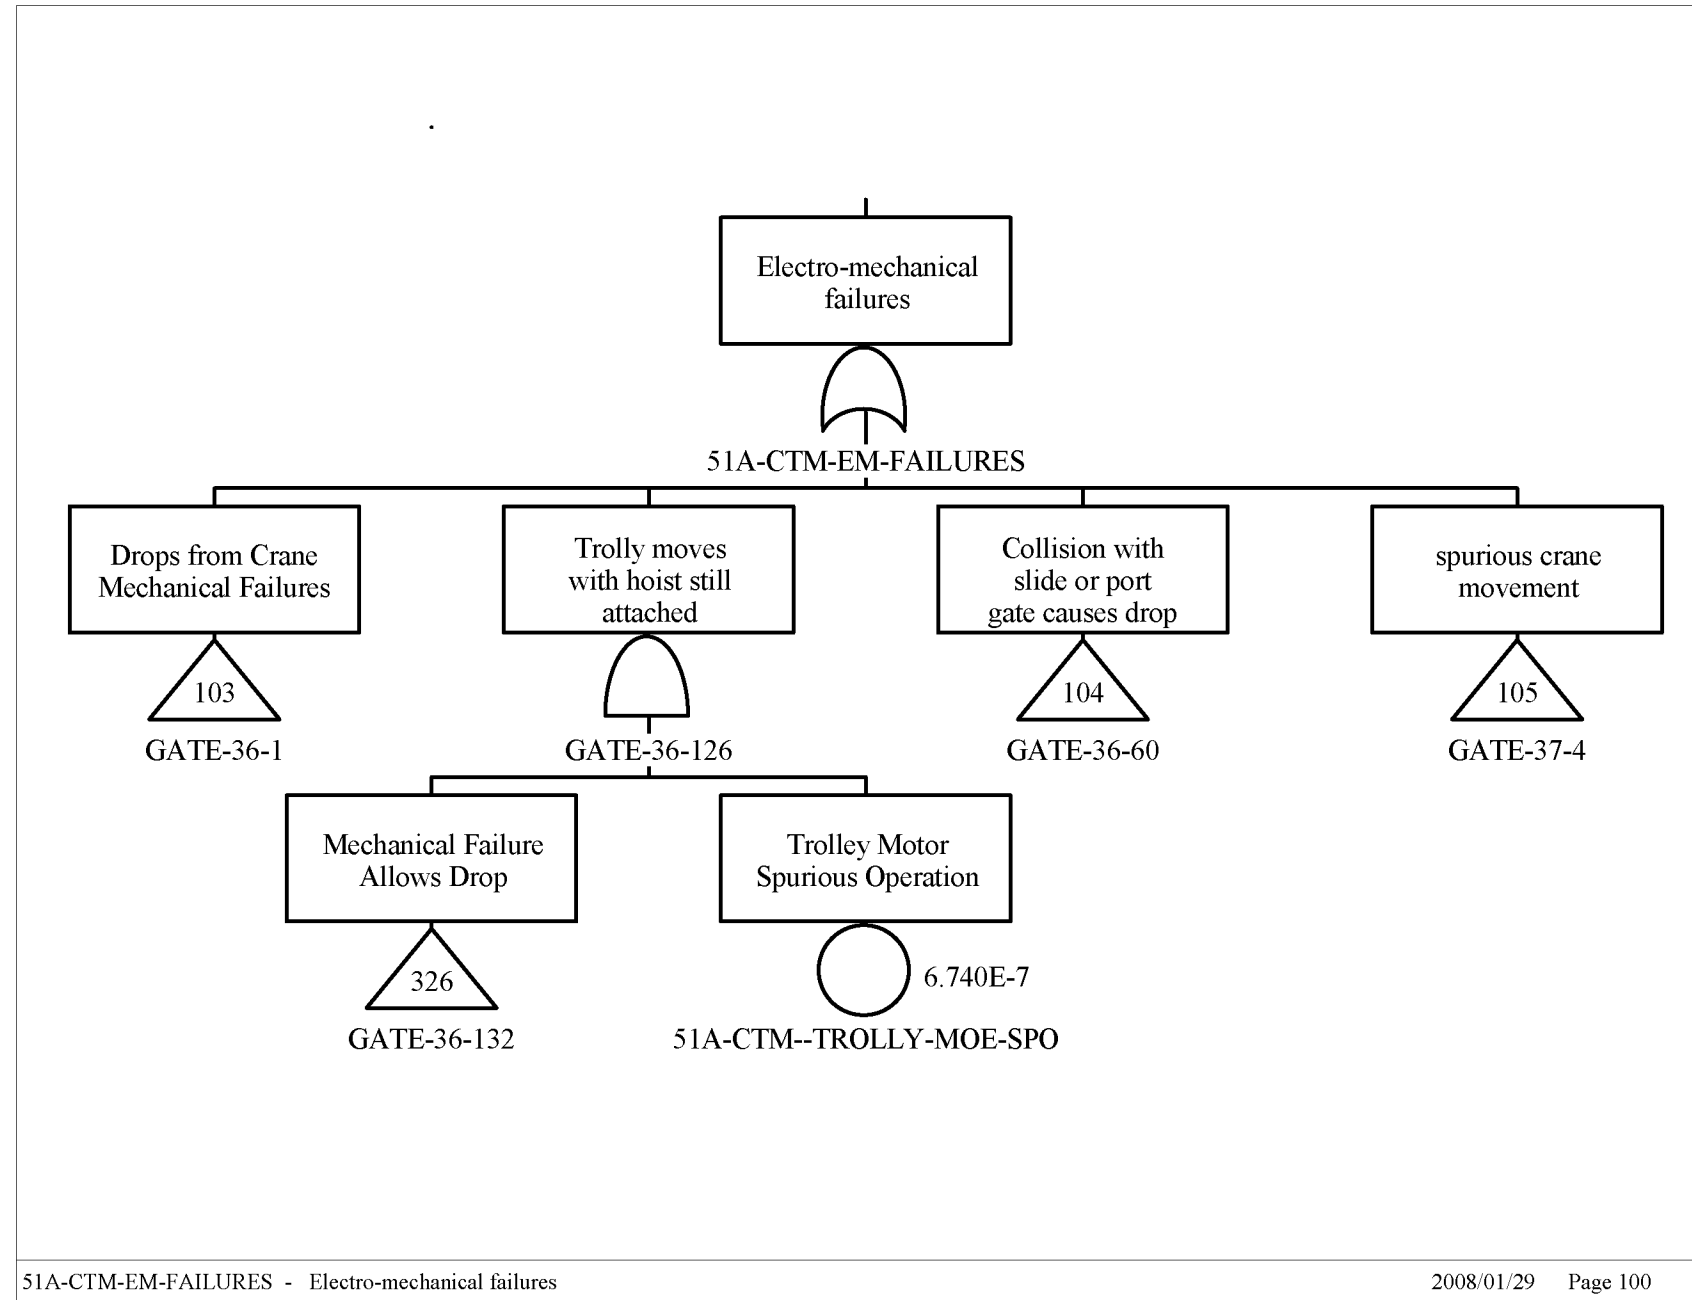 Electro-mechanical
failures
51A-CTM-EM-FAILURES
Drops from Crane
Mechanical Failures
103
GATE-36-1
Trolly moves
with hoist still
attached
GATE-36-126
Collision with
slide or port
gate causes drop
104
GATE-36-60
spurious crane
movement
105
GATE-37-4
Mechanical Failure
Allows Drop
326
GATE-36-132
Trolley Motor
Spurious Operation
6.740E-7
51A-CTM--TROLLY-MOE-SPO
51A-CTM-EM-FAILURES - Electro-mechanical failures
2008/01/29 Page 100